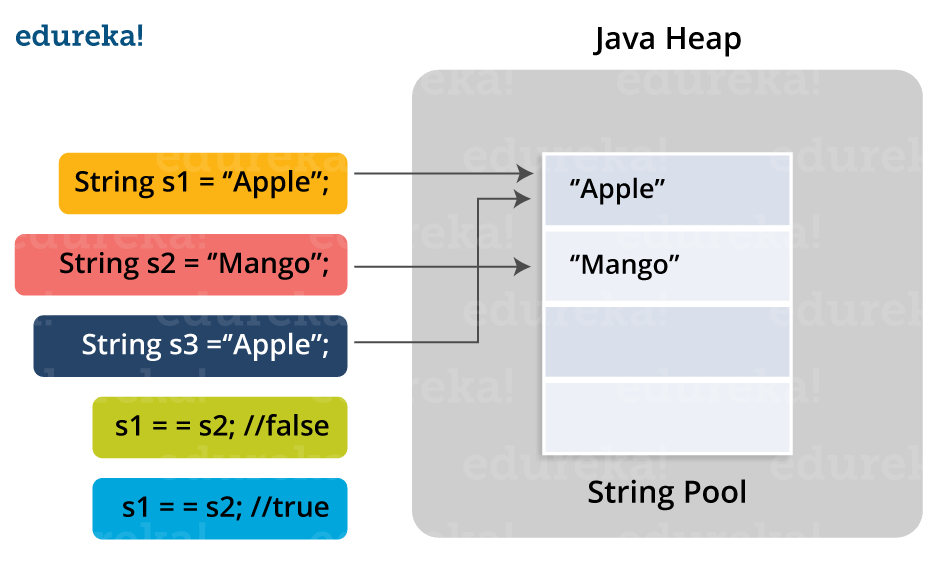 edureka!
Java Heap
String s1 = “Apple”;
String s2 = “Mango”;
String s3 =“Apple”;
s1 = = s2; //false
s1 = = s2; //true
“Apple”
“Mango”
String Pool